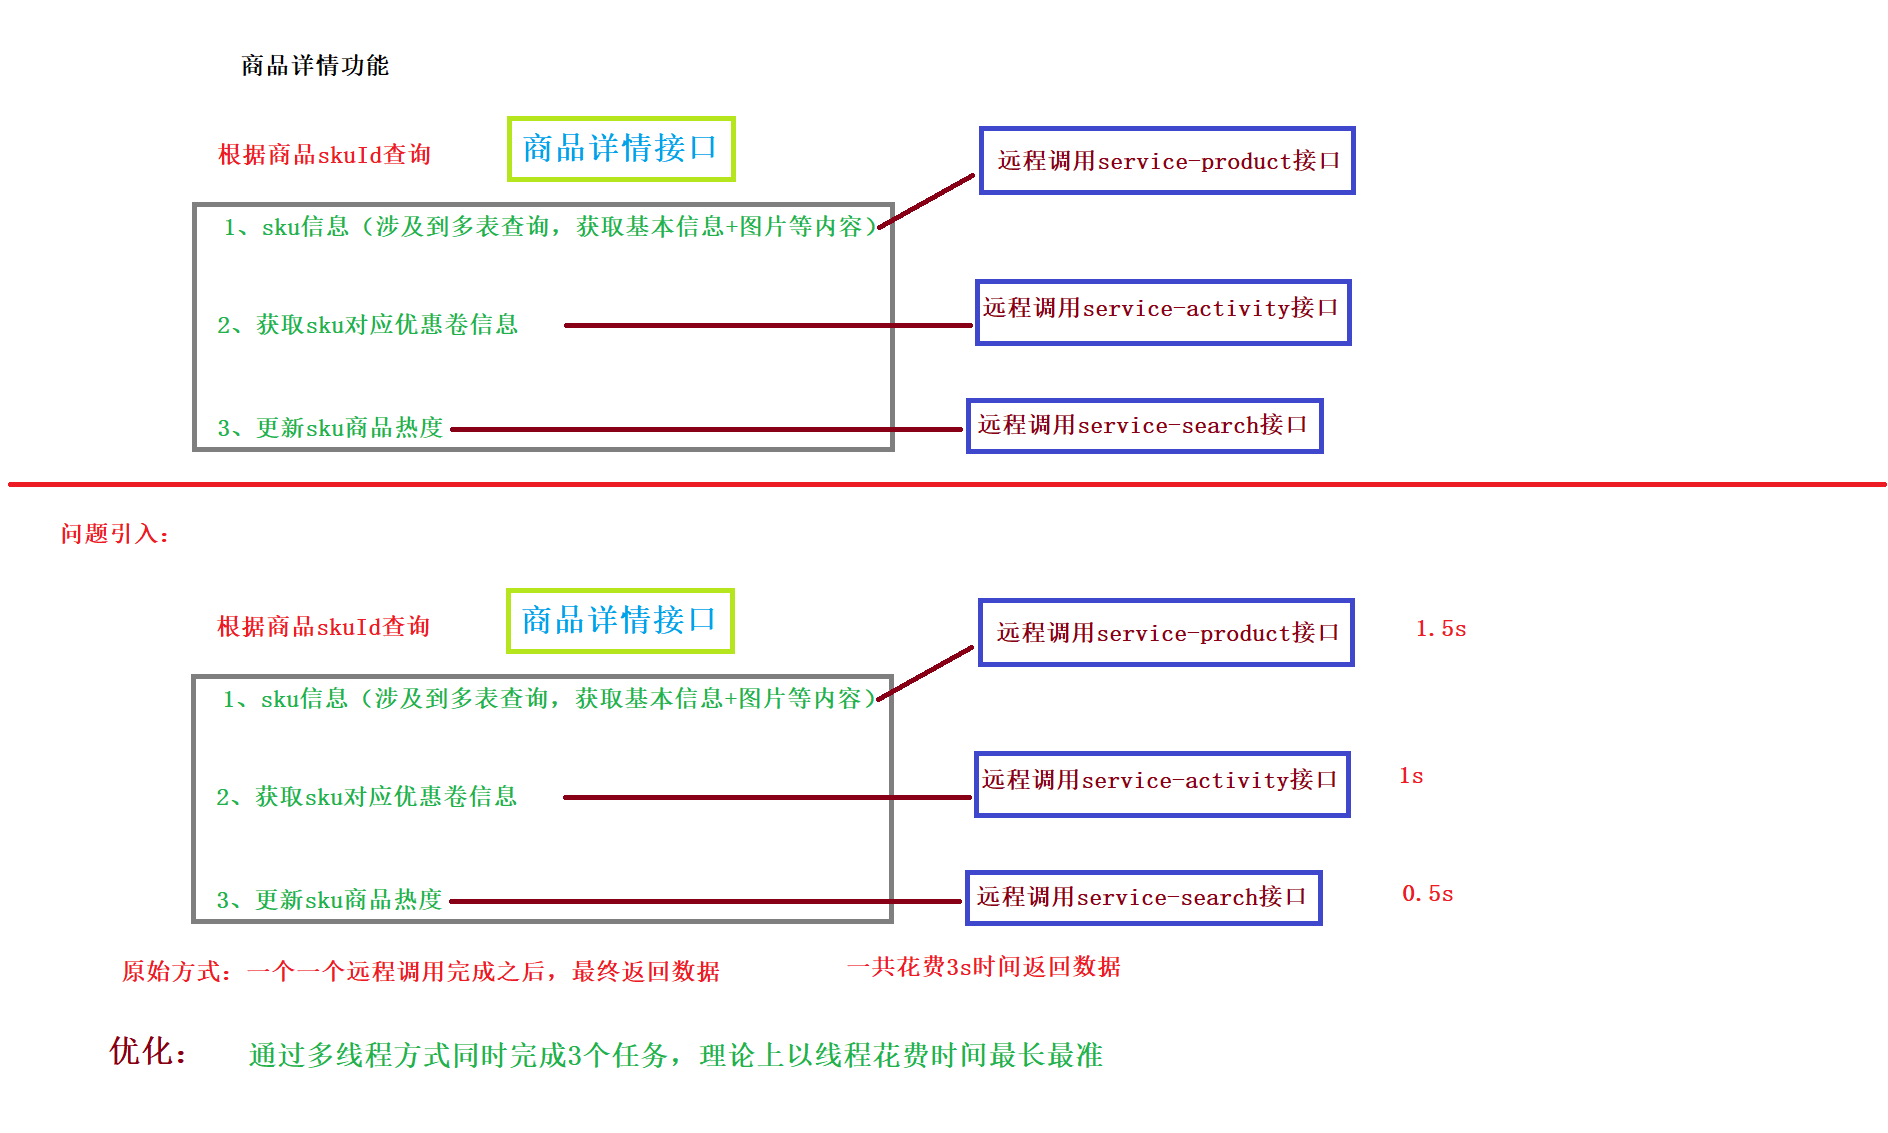 商品详情功能
根据商品skuId查询
商品详情接口
远程调用service-product接口
1、sku信息（涉及到多表查询，获取基本信息+图片等内容）
2、获取sku对应优惠卷信息
远程调用service-activity接口
3、更新sku商品热度
远程调用service-search接口
问题引入：
根据商品skuId查询
商品详情接口
远程调用service-product接口
1.5s
1、sku信息（涉及到多表查询，获取基本信息+图片等内容）
2、获取sku对应优惠卷信息
远程调用service-activity接口
1s
3、更新sku商品热度
远程调用service-search接口
0.5s
原始方式：一个一个远程调用完成之后，最终返回数据
一共花费3s时间返回数据
优化：
通过多线程方式同时完成3个任务，理论上以线程花费时间最长最准